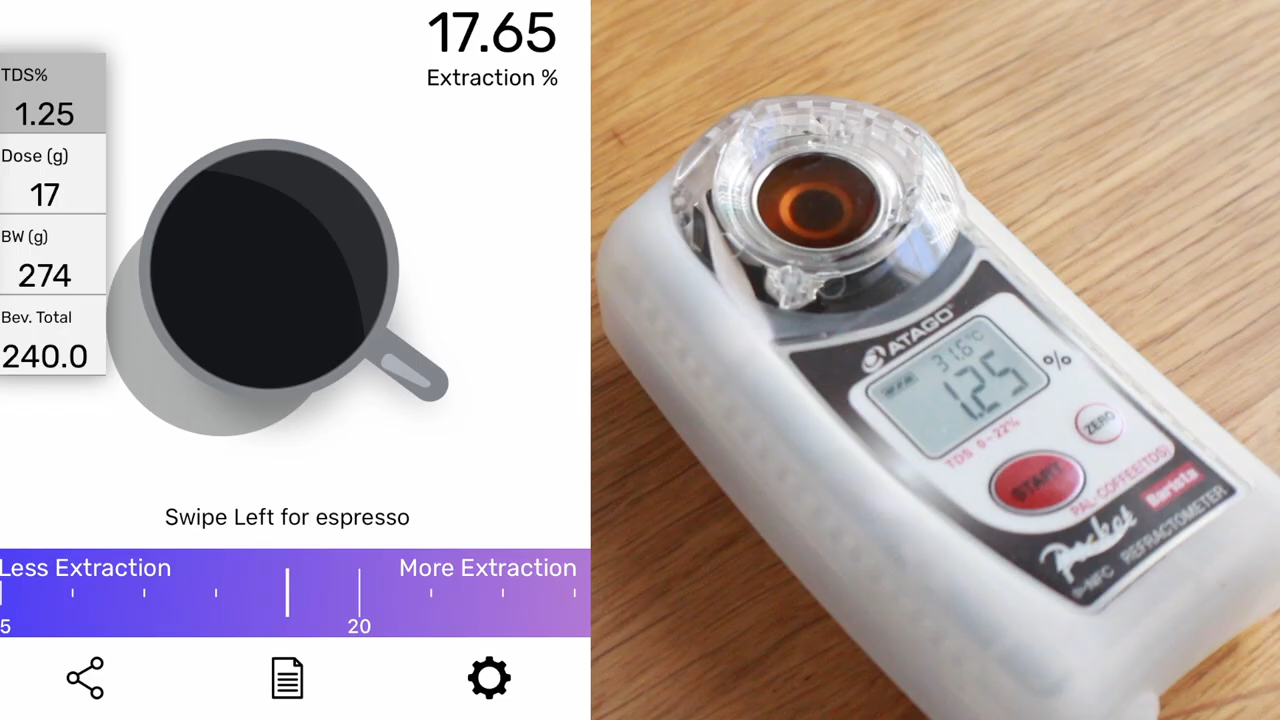 17.65
Extraction %
TDS%
1.25
Dose (g)
17
BW (g)
274
Bev. Total
240.0
Swipe Left for espresso
Less Extraction
More Extraction
5
20
ATAGO
31.6°C
1.25
%
TDS 0-22%
ZERO
START
PAL-COFFEE(TDS)
Barista
Pocket
REFRACTOMETER
NFC